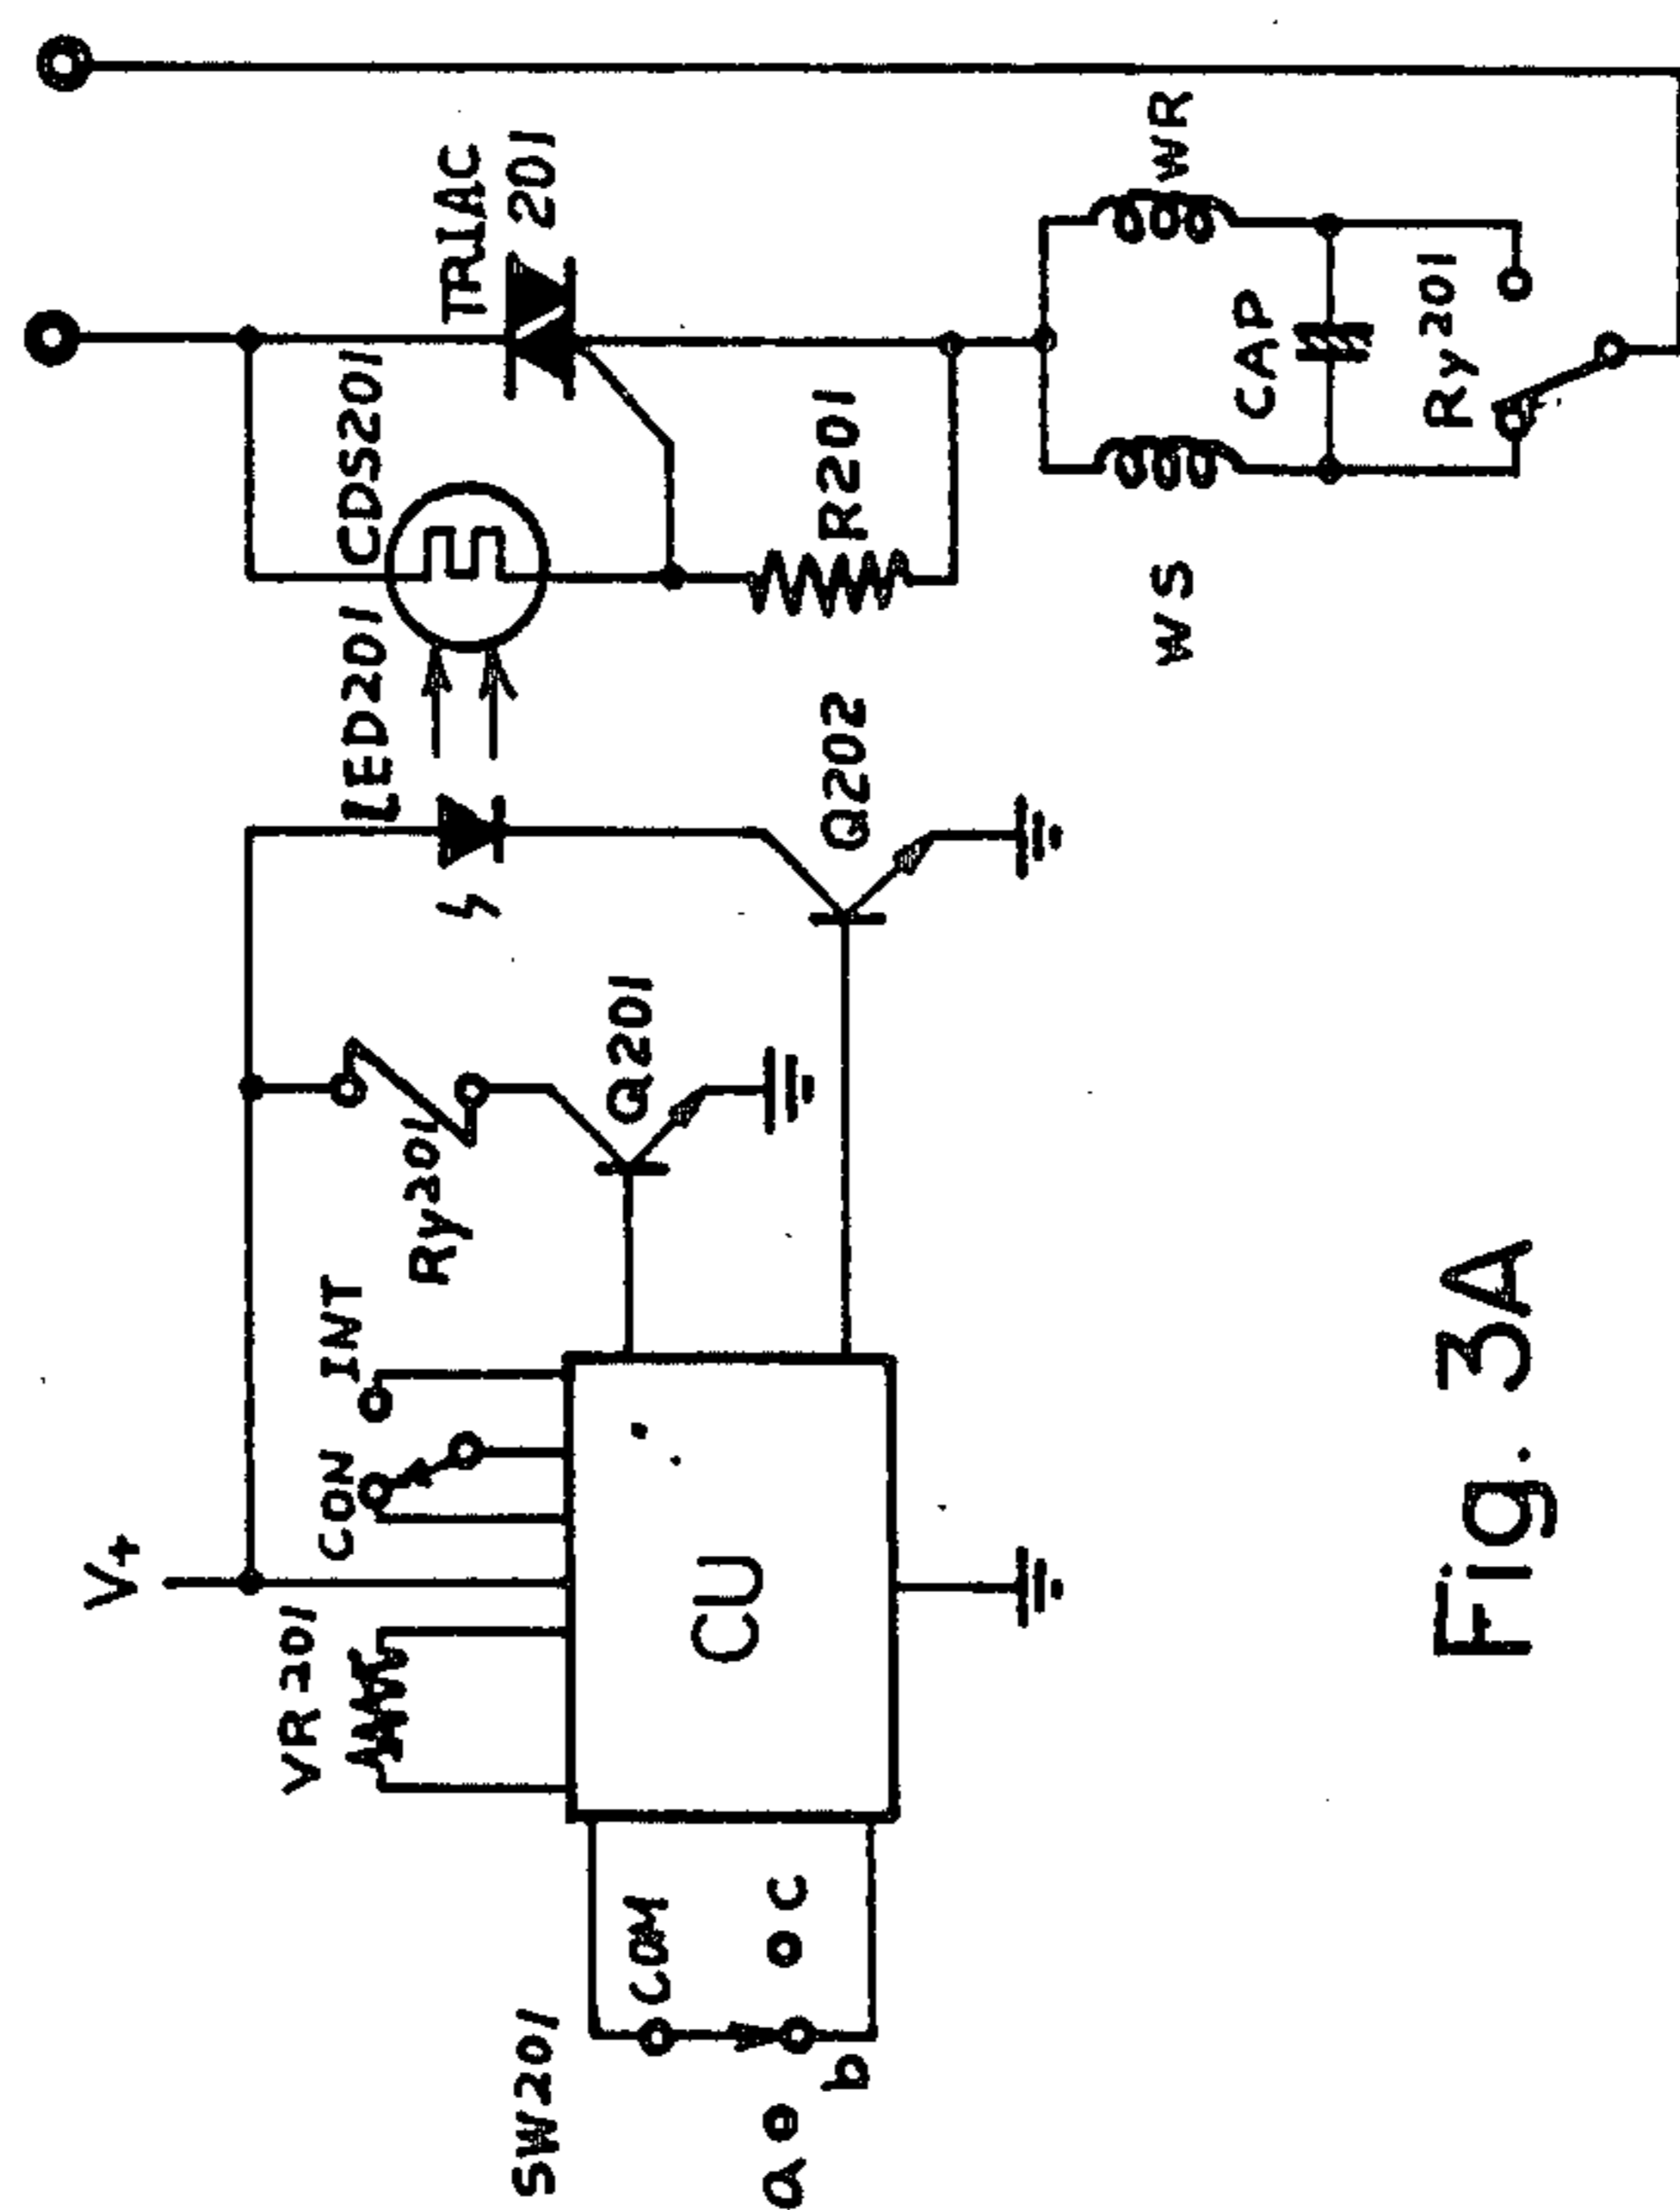 V+
VR201
CON
INT
Ry201
LED201
CDS201
TRIAC
201
SW201
COM
a
b
c
CU
Q201
Q202
R201
WS
WR
CAP
Ry201
Fig. 3A